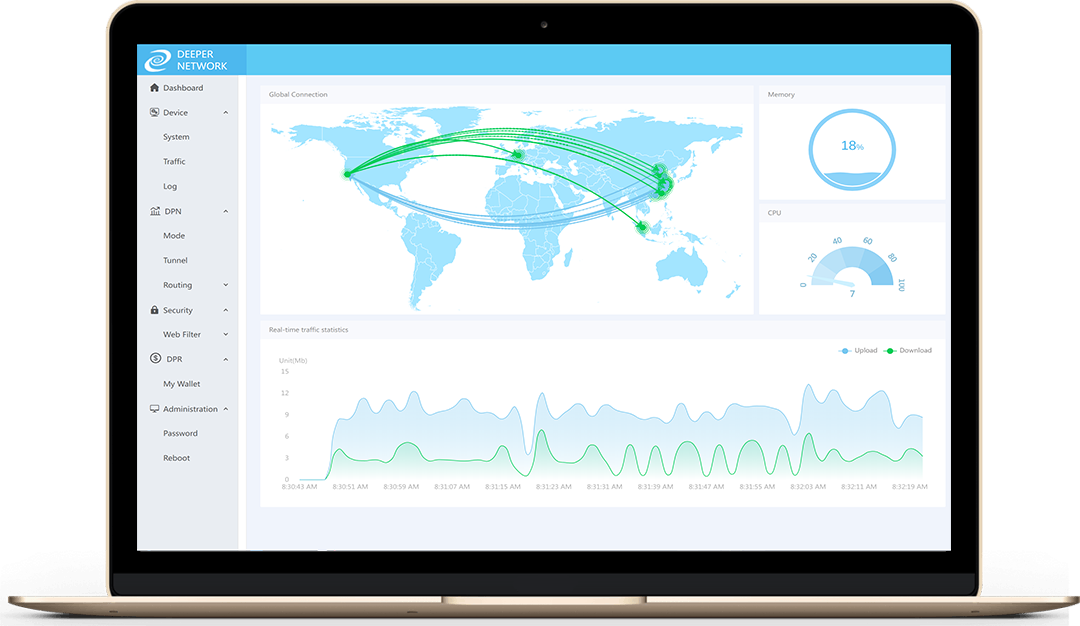 DEEPER
NETWORK
Dashboard
Device
System
Traffic
Log
DPN
Mode
Tunnel
Routing
Security
Web Filter
DPR
My Wallet
Administration
Password
Reboot
Global Connection
Memory
18%
CPU
0 20 40 60 80 100
7
Real-time traffic statistics
Upload Download
Unit(Mb)
15
12
9
6
3
0
8:30:43 AM 8:30:51 AM 8:30:59 AM 8:31:07 AM 8:31:15 AM 8:31:23 AM 8:31:31 AM 8:31:39 AM 8:31:47 AM 8:31:55 AM 8:32:03 AM 8:32:11 AM 8:32:19 AM